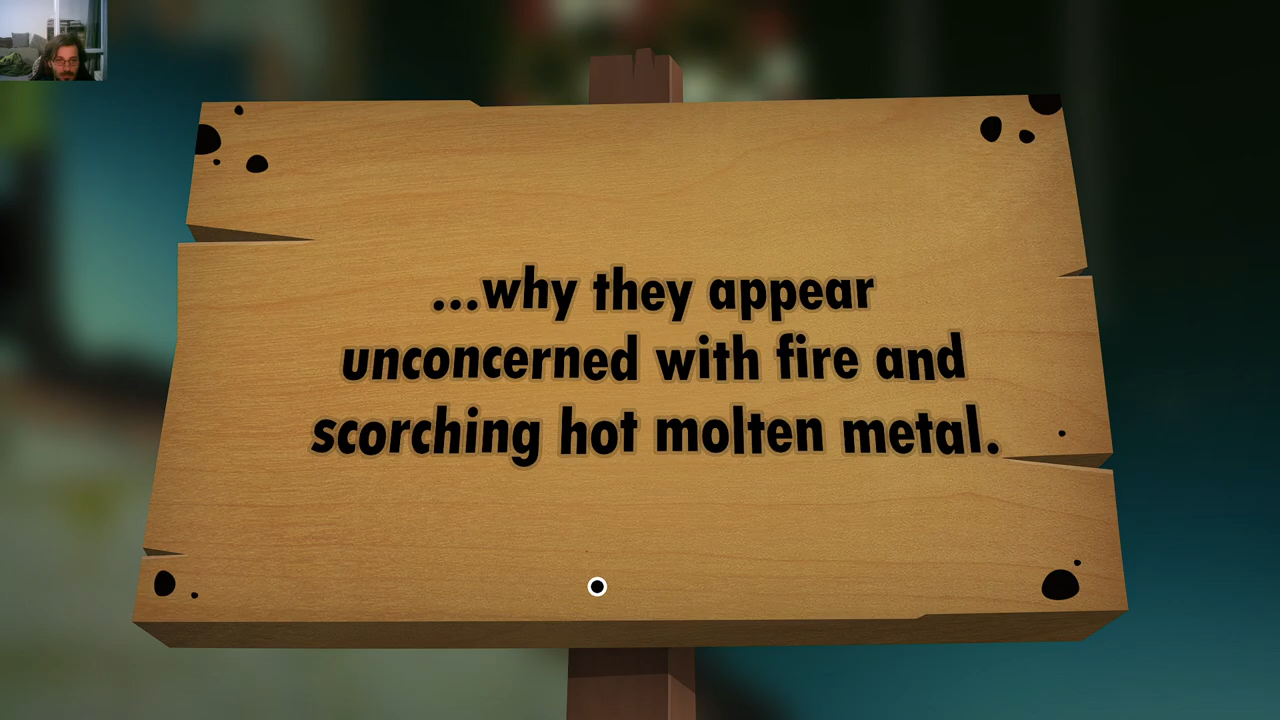 ...why they appear
unconcerned with fire and
scorching hot molten metal.